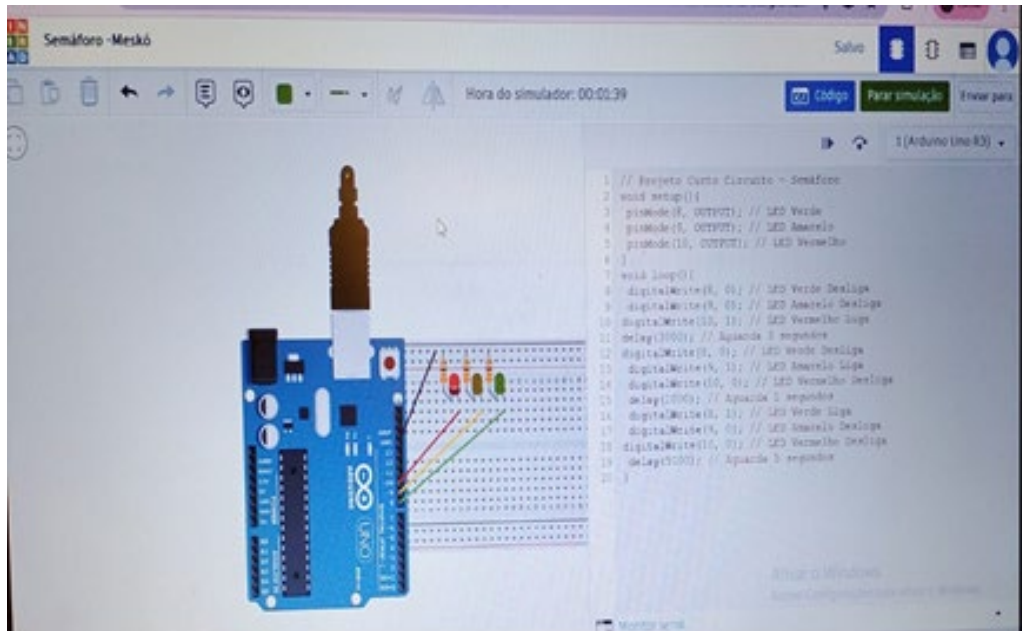 Semáforo -Meskó
Salvo
Hora do simulador: 00:01:39
Código
Parar simulação
Enviar para
1 (Arduino Uno R3)
1 // Projeto Curto Circuito - Semáforo
2 void setup(){
3 pinMode(8, OUTPUT); // LED Verde
4 pinMode(9, OUTPUT); // LED Amarelo
5 pinMode(10, OUTPUT); // LED Vermelho
6 }
7 void loop(){
8 digitalWrite(8, 0); // LED Verde Desliga
9 digitalWrite(9, 0); // LED Amarelo Desliga
10 digitalWrite(10, 1); // LED Vermelho Liga
11 delay(3000); // Aguarda 3 segundos
12 digitalWrite(8, 0); // LED Verde Desliga
13 digitalWrite(9, 1); // LED Amarelo Liga
14 digitalWrite(10, 0); // LED Vermelho Desliga
15 // Aguarda segundos
16 digitalWrite(8, 1); // LED Verde Liga
17 digitalWrite(9, 0); // LED Amarelo Desliga
18 digitalWrite(10, 0); // LED Vermelho Desliga
19 delay(5000); // Aguarda 5 segundos
20 }
UNO
Ativar o Windows
Monitor serial